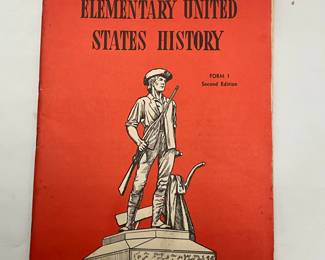 ELEMENTARY UNITED
STATES HISTORY
FORM 1
Second Edition